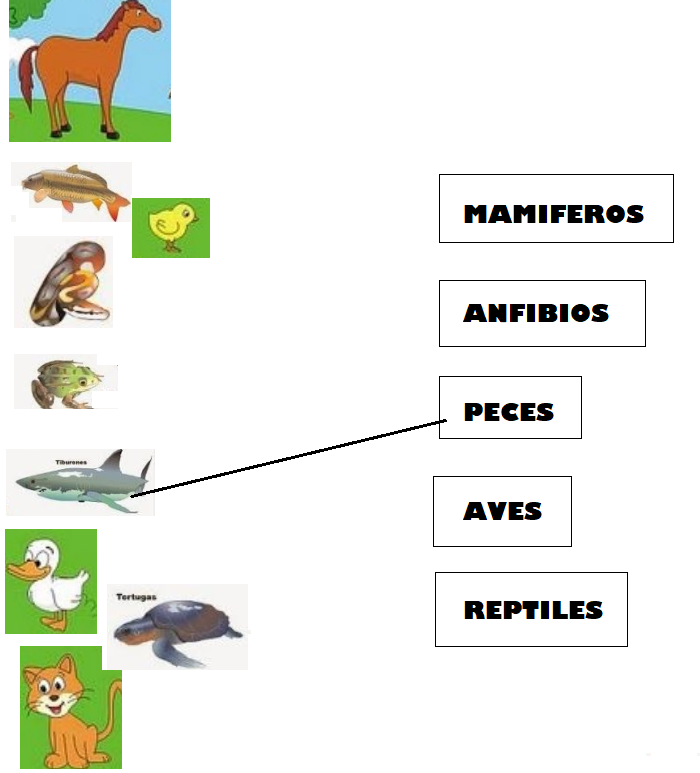 MAMIFEROS
ANFIBIOS
PECES
Tiburones
AVES
Tortugas
REPTILES